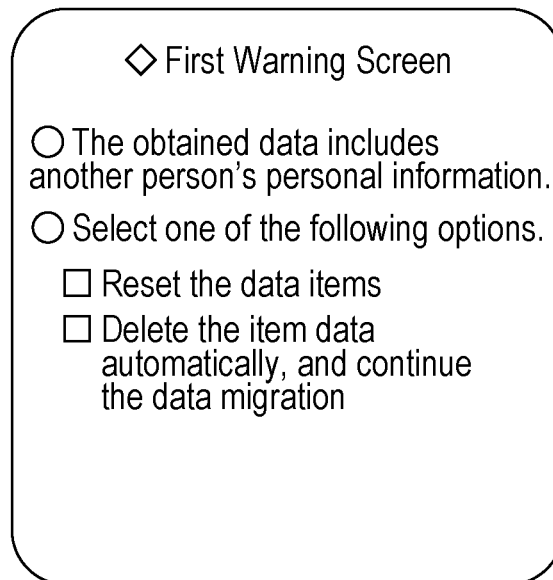 ◇ First Warning Screen
○ The obtained data includes
another person's personal information.
○ Select one of the following options.
□ Reset the data items
□ Delete the item data
automatically, and continue
the data migration